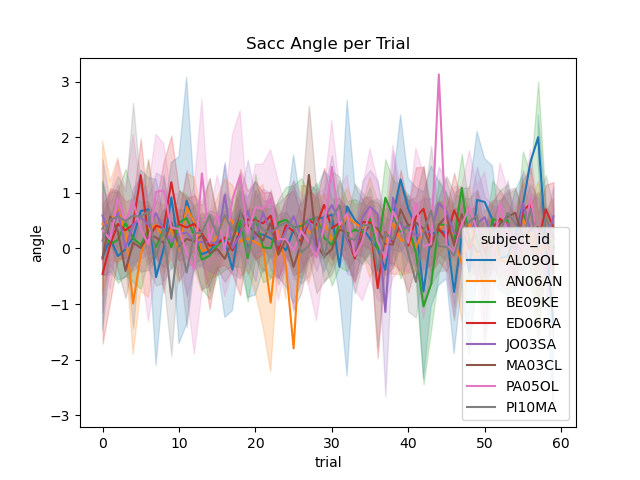 Sacc Angle per Trial
angle
3
2
1
0
−1
−2
−3
subject_id
AL09OL
AN06AN
BE09KE
ED06RA
JO03SA
MA03CL
PA05OL
PI10MA
0 10 20 30 40 50 60
trial